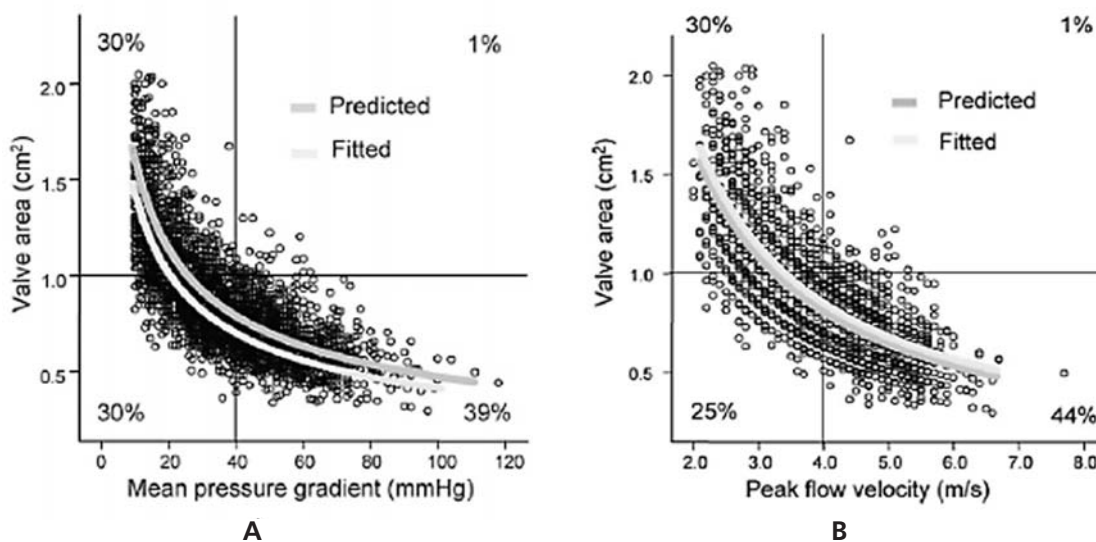 30%
1%
Predicted
Fitted
Valve area (cm²)
2.0
1.5
1.0
0.5
30%
39%
0 20 40 60 80 100 120
Mean pressure gradient (mmHg)
A
30%
1%
Predicted
Fitted
Valve area (cm²)
2.0
1.5
1.0
0.5
25%
44%
2.0 3.0 4.0 5.0 6.0 7.0 8.0
Peak flow velocity (m/s)
B